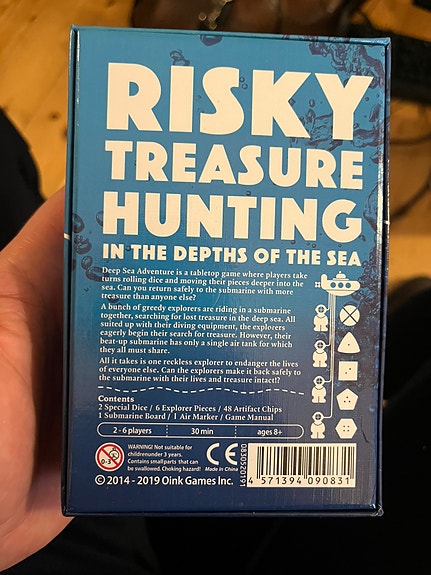 RISKY
TREASURE
HUNTING
IN THE DEPTHS OF THE SEA
Deep Sea Adventure is a tabletop game where players take
turns rolling dice and moving their pieces deeper into the
sea. Can you return safely to the submarine with more
treasure than anyone else?
A bunch of greedy explorers are riding in a submarine
together, searching for lost treasure in the deep sea. All
suited up with their diving equipment, the explorers
eagerly begin their search for treasure. However, their
beat-up submarine has only a single air tank for which
they all must share.
All it takes is one reckless explorer to endanger the lives
of everyone else. Can the explorers make it back safely to
the submarine with their lives and treasure intact?
Contents
2 Special Dice / 6 Explorer Pieces / 48 Artifact Chips
1 Submarine Board / 1 Air Marker / Game Manual
2 - 6 players
30 min
ages 8+
0-3
WARNING! Not suitable for
childrenunder 3 years.
Contains small parts that can
be swallowed. Choking hazard!
CE
Made in China
0830520191
4 571394 090831
© 2014 - 2019 Oink Games Inc.